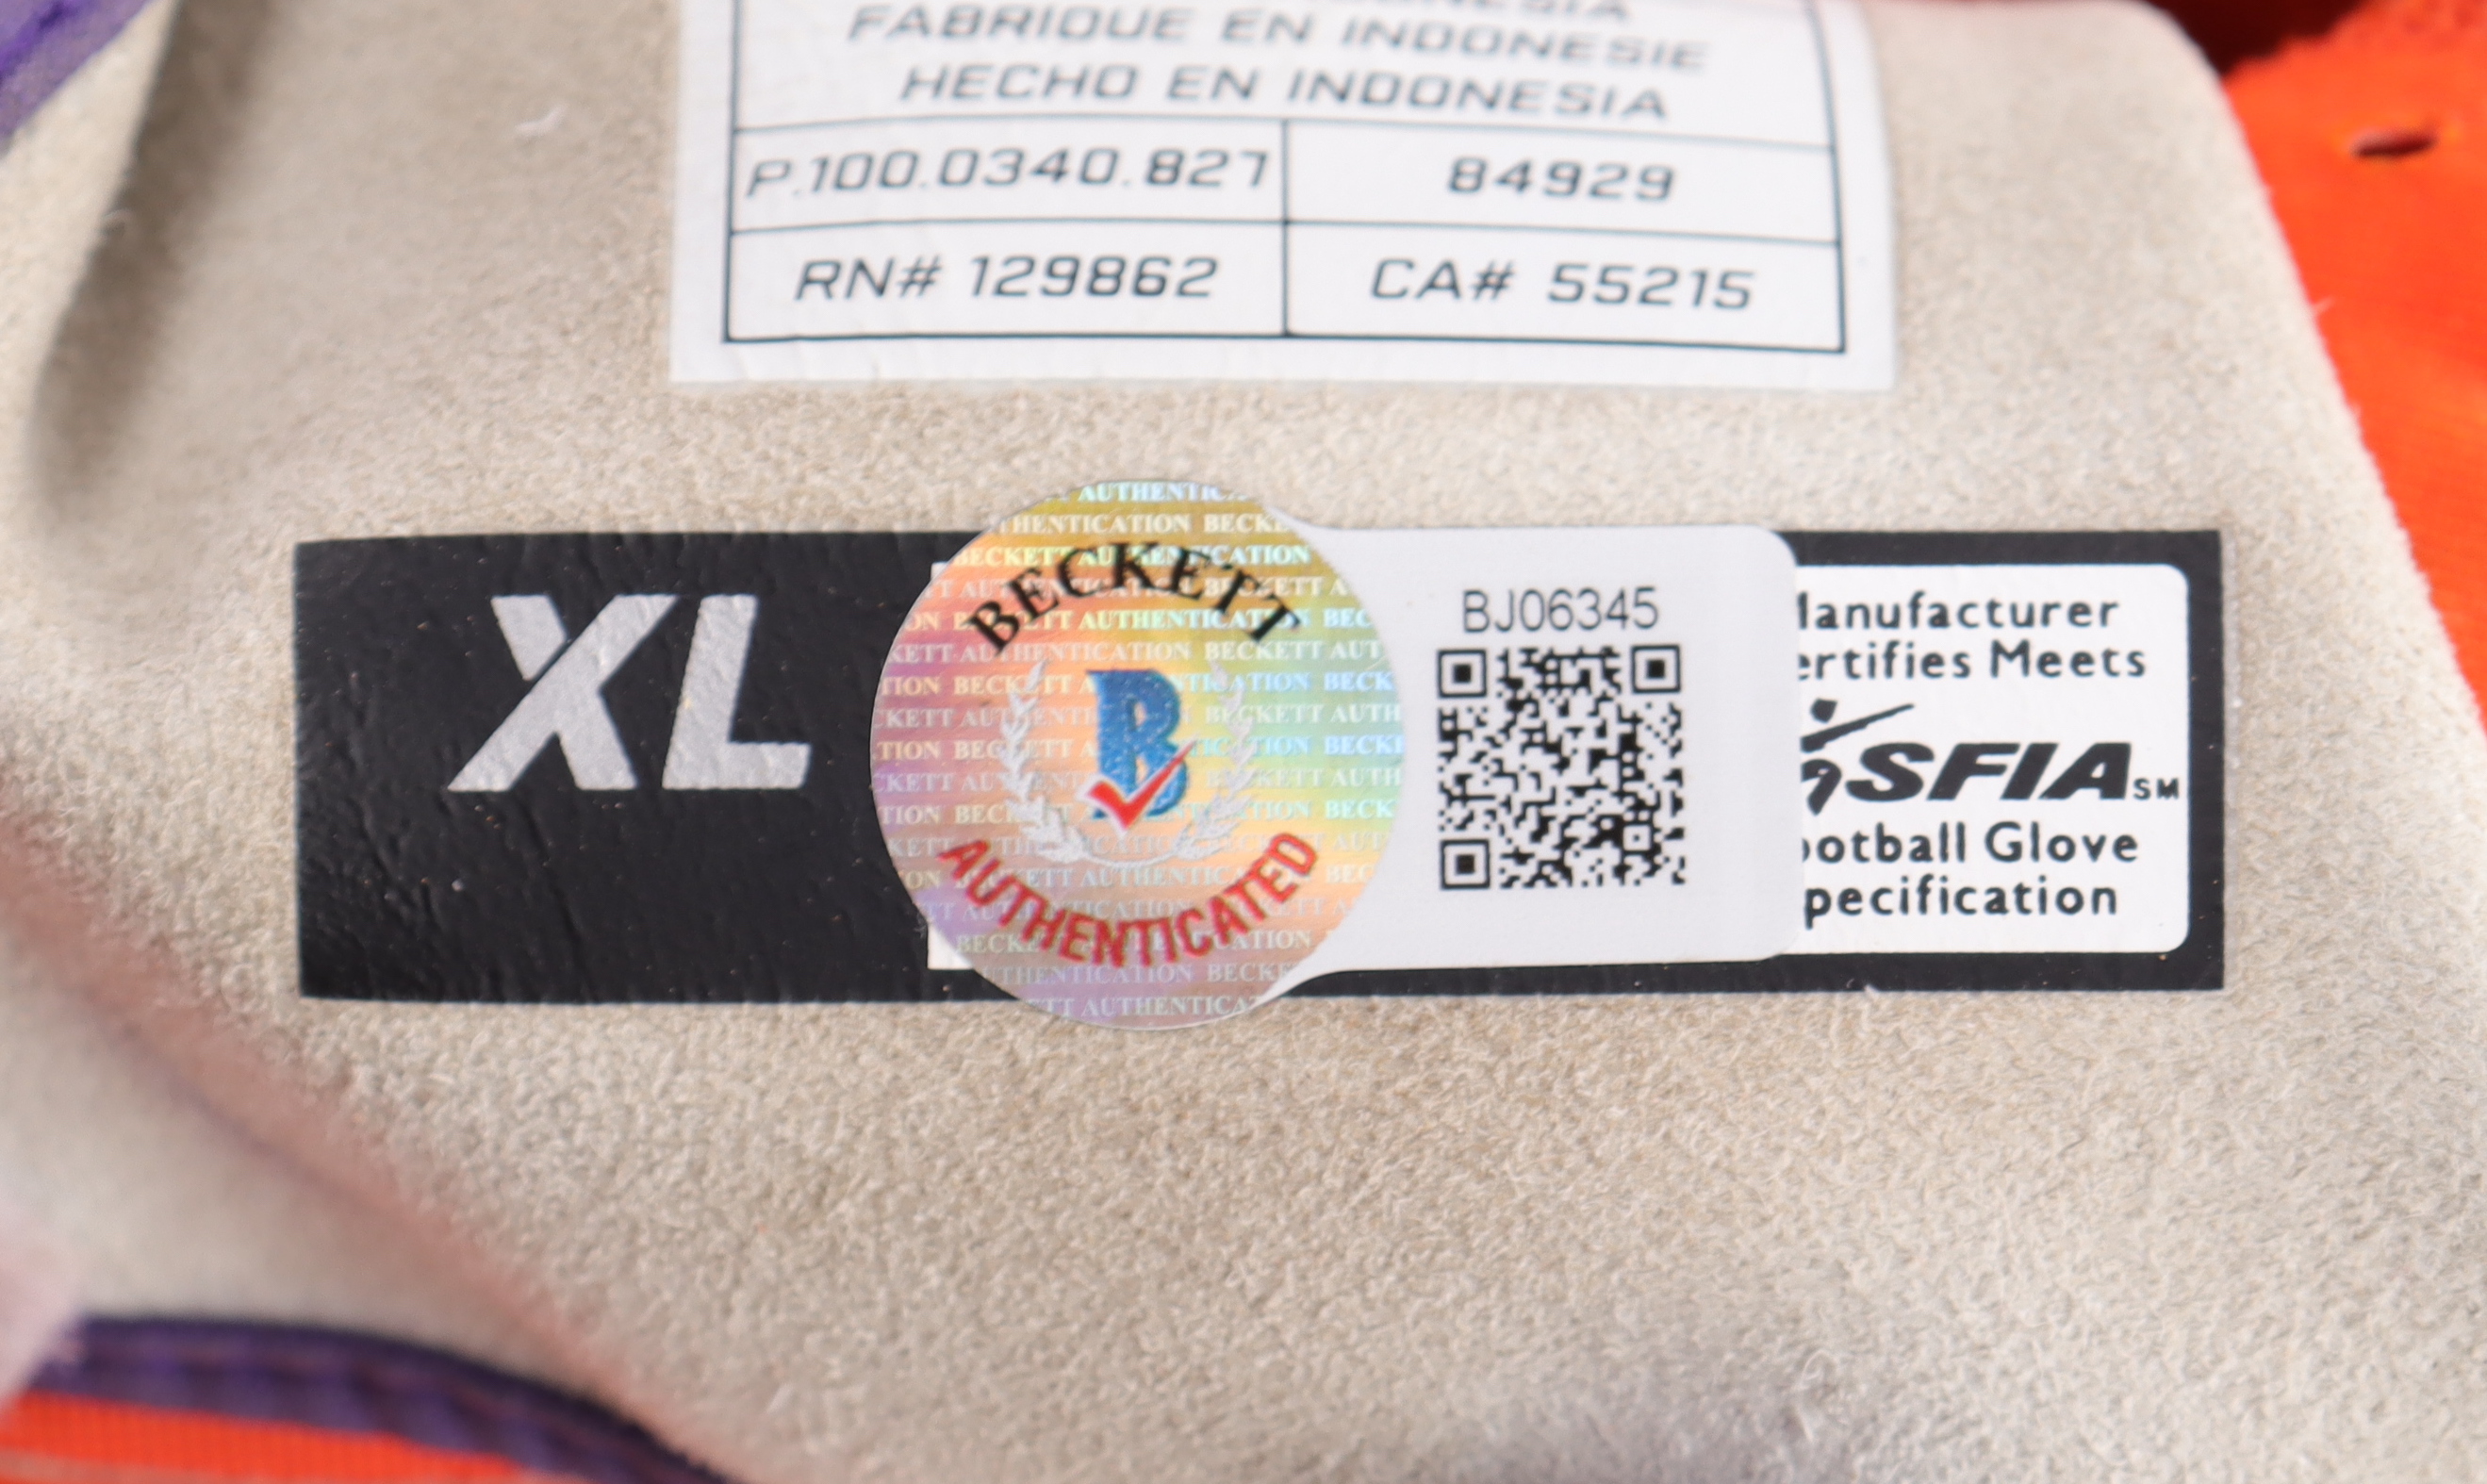 FABRIQUE EN INDONESIE
HECHO EN INDONESIA
P.100.0340.827
84929
RN# 129862
CA# 55215
XL
BECKETT
B
AUTHENTICATED
BJ06345
anufacturer
ertifies Meets
SFIA SM
ootball Glove
pecification